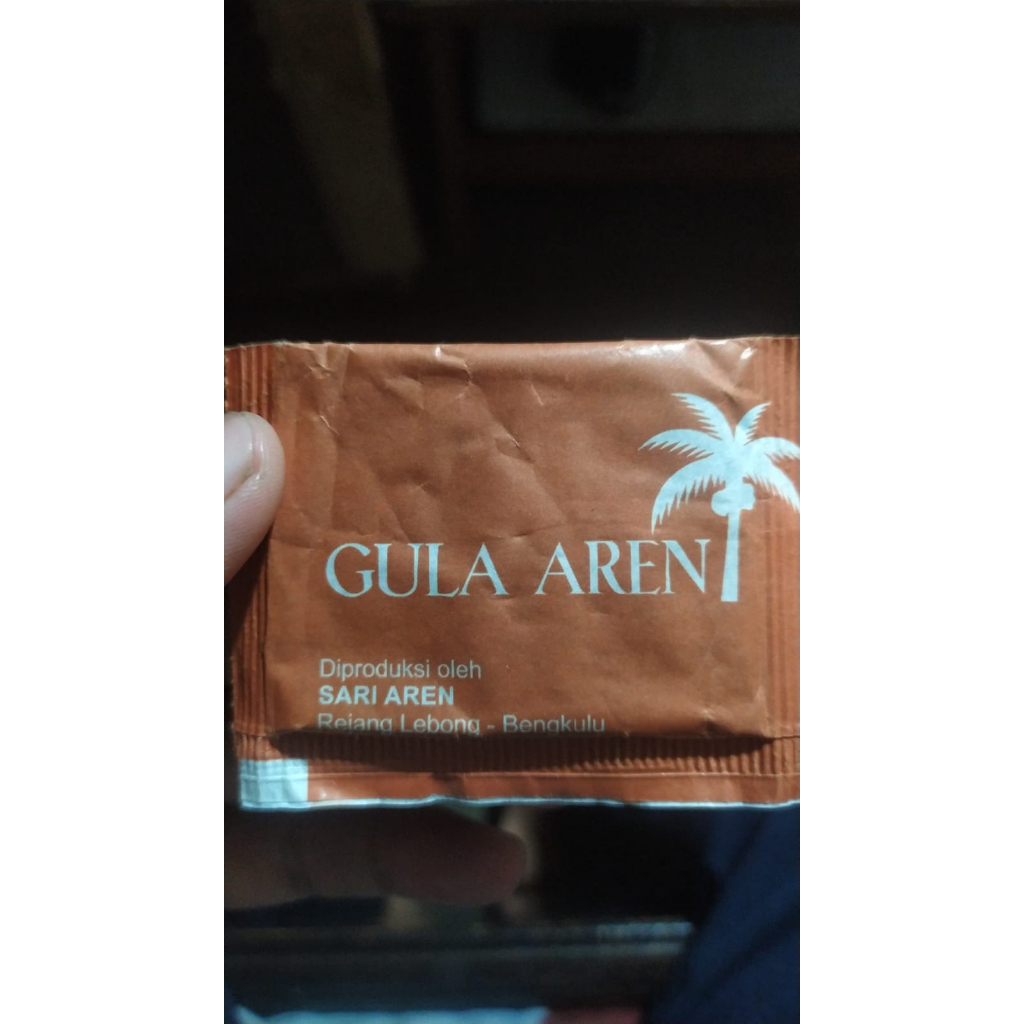 GULA AREN
Diproduksi oleh
SARI AREN
Rejang Lebong - Bengkulu